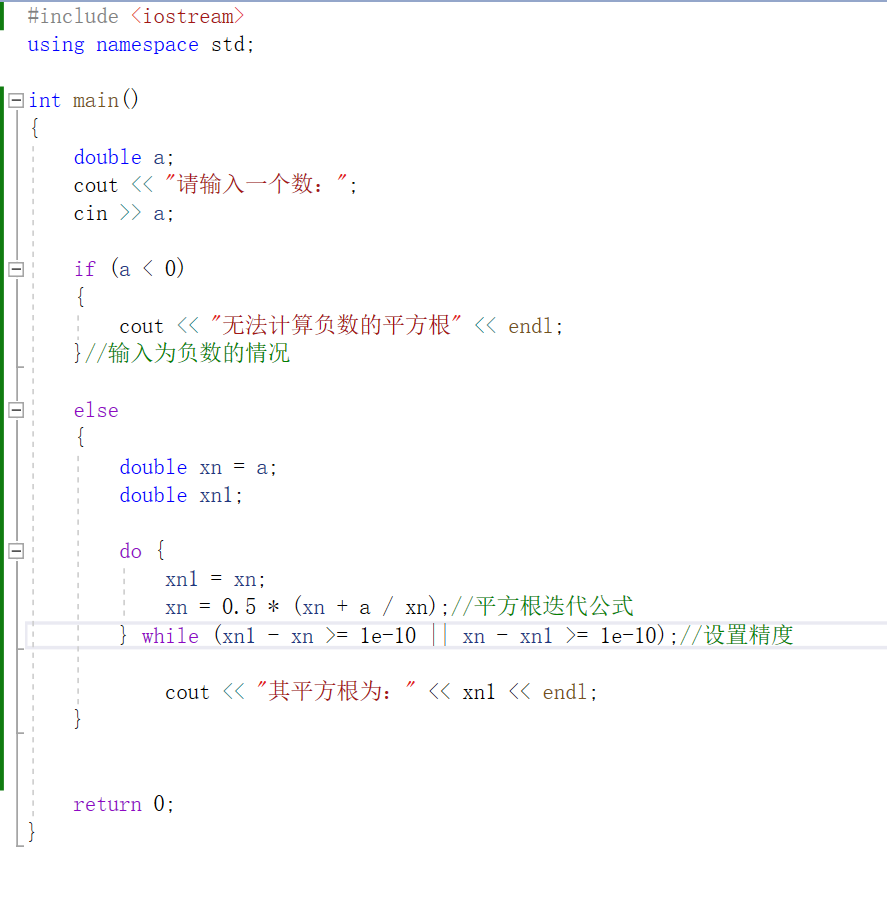 #include <iostream>
using namespace std;
int main()
{
double a;
cout << "请输入一个数：";
cin >> a;
if (a < 0)
{
cout << "无法计算负数的平方根" << endl;
}//输入为负数的情况
else
{
double xn = a;
double xn1;
do {
xn1 = xn;
xn = 0.5 * (xn + a / xn);//平方根迭代公式
} while (xn1 - xn >= 1e-10 || xn - xn1 >= 1e-10);//设置精度
cout << "其平方根为：" << xn1 << endl;
}
return 0;
}